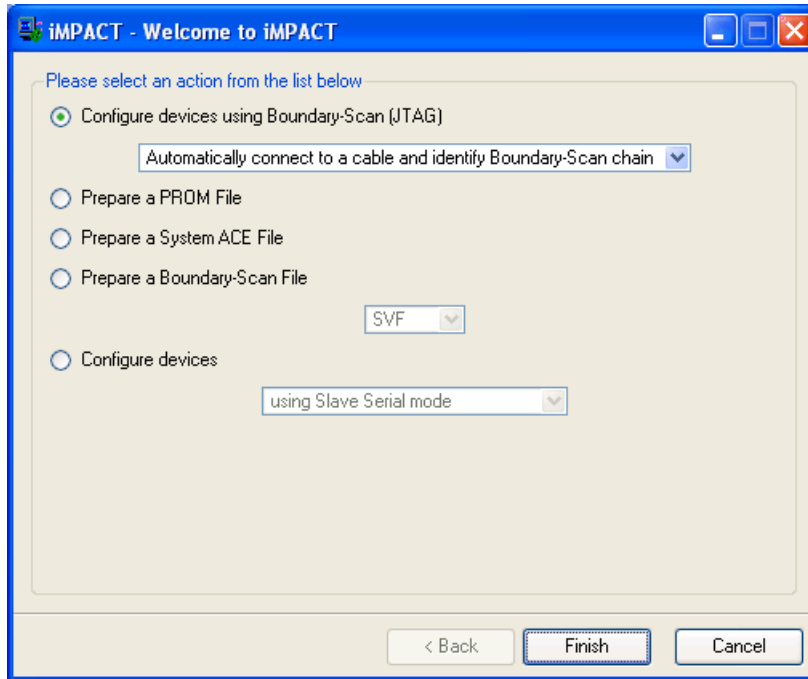 iMPACT - Welcome to iMPACT
Please select an action from the list below
Configure devices using Boundary-Scan (JTAG)
Automatically connect to a cable and identify Boundary-Scan chain
Prepare a PROM File
Prepare a System ACE File
Prepare a Boundary-Scan File
SVF
Configure devices
using Slave Serial mode
< Back Finish Cancel